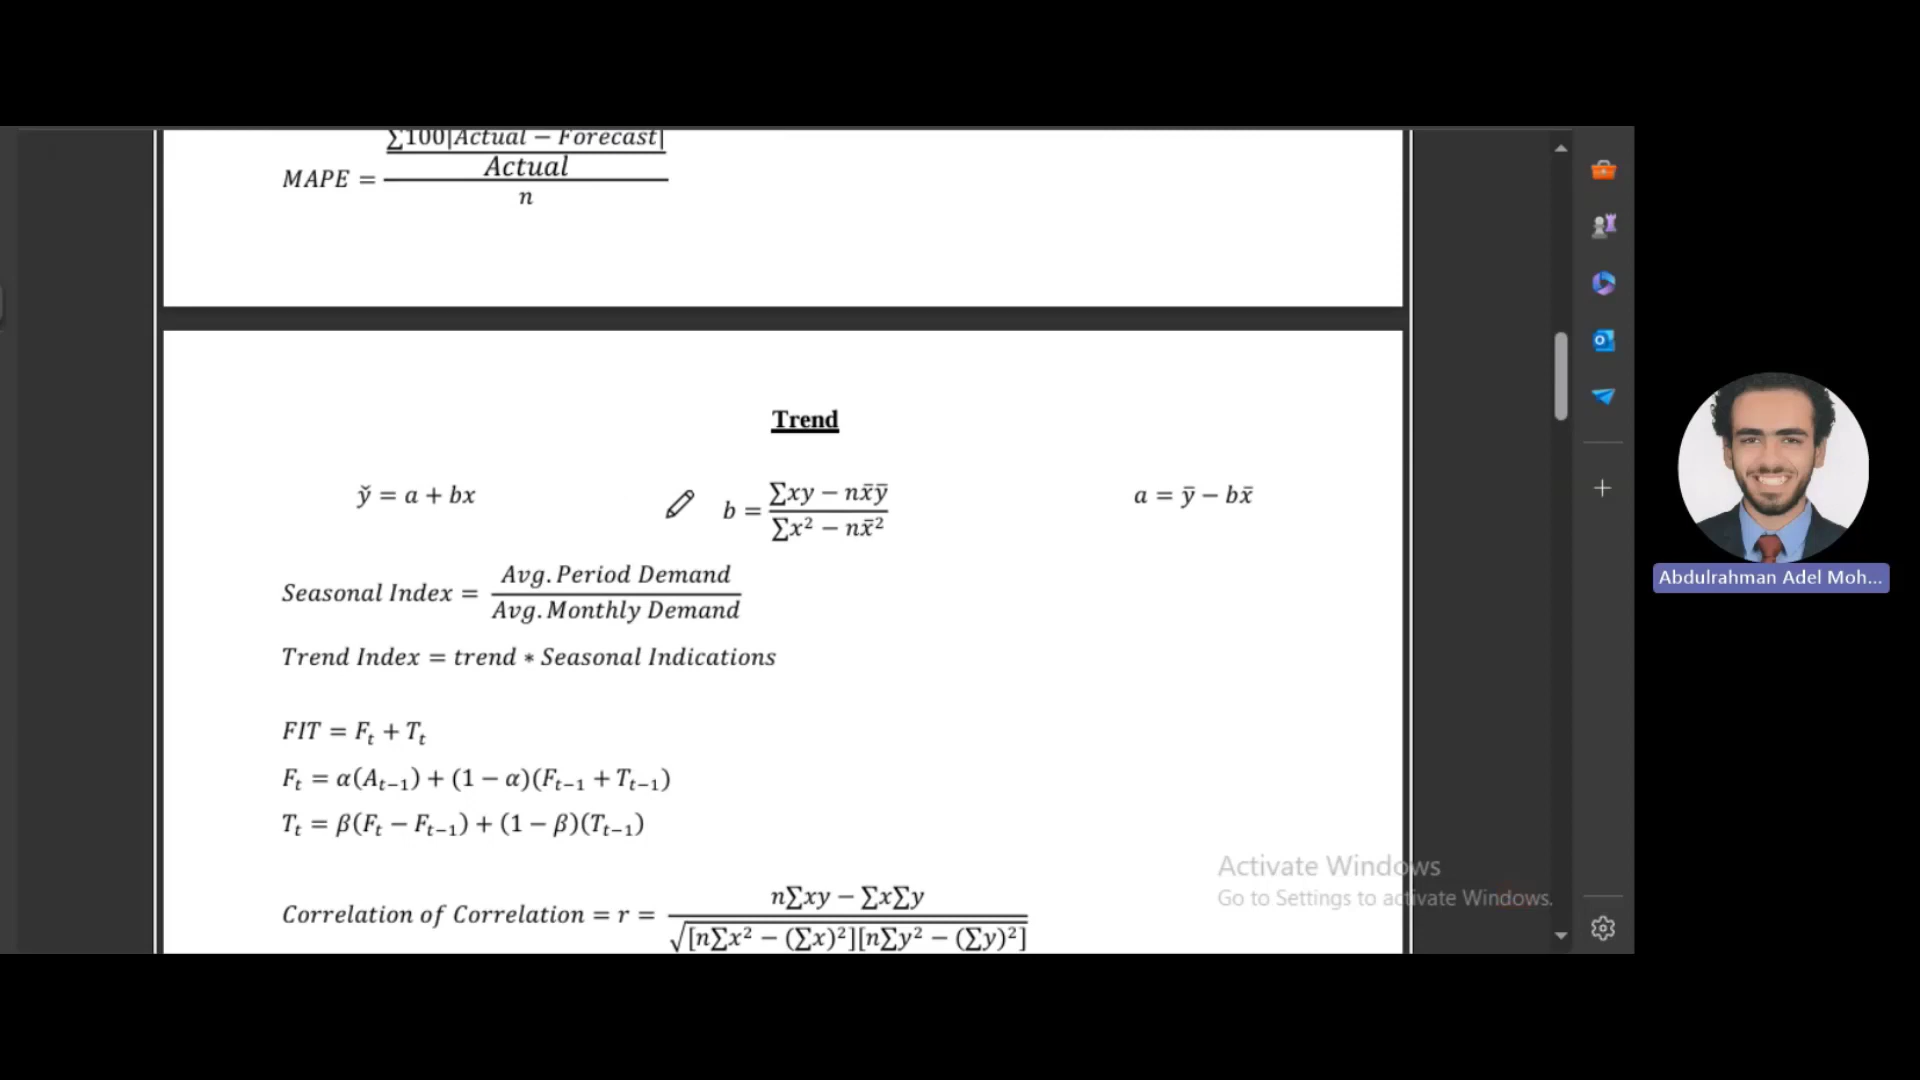 ∑100|Actual − Forecast|
Actual
MAPE =
n
Trend
y̌ = a + bx
b = (∑xy − nx̄ȳ) / (∑x² − nx̄²)
a = ȳ − bx̄
Seasonal Index = Avg. Period Demand / Avg. Monthly Demand
Trend Index = trend ∗ Seasonal Indications
FIT = Fₜ + Tₜ
Fₜ = α(Aₜ₋₁) + (1 − α)(Fₜ₋₁ + Tₜ₋₁)
Tₜ = β(Fₜ − Fₜ₋₁) + (1 − β)(Tₜ₋₁)
Correlation of Correlation = r = (n∑xy − ∑x∑y) / √([n∑x² − (∑x)²][n∑y² − (∑y)²])
Activate Windows
Go to Settings to activate Windows.
Abdulrahman Adel Moh...